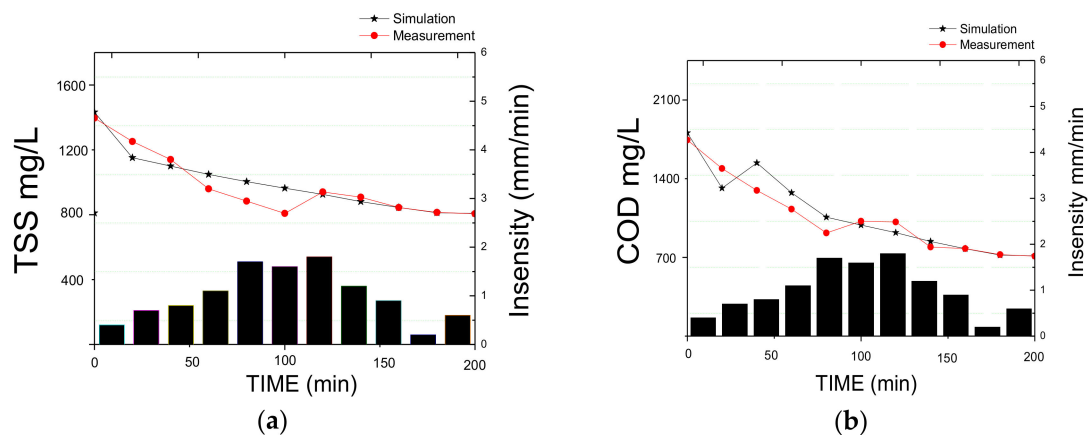 Simulation
Measurement
TSS mg/L
1600
1200
800
400
6
5
4
3
2
1
0
Insensity (mm/min)
0
50
100
150
200
TIME (min)
(a)
Simulation
Measurement
COD mg/L
2100
1400
700
6
5
4
3
2
1
0
Insensity mm/min
0
50
100
150
200
TIME (min)
(b)